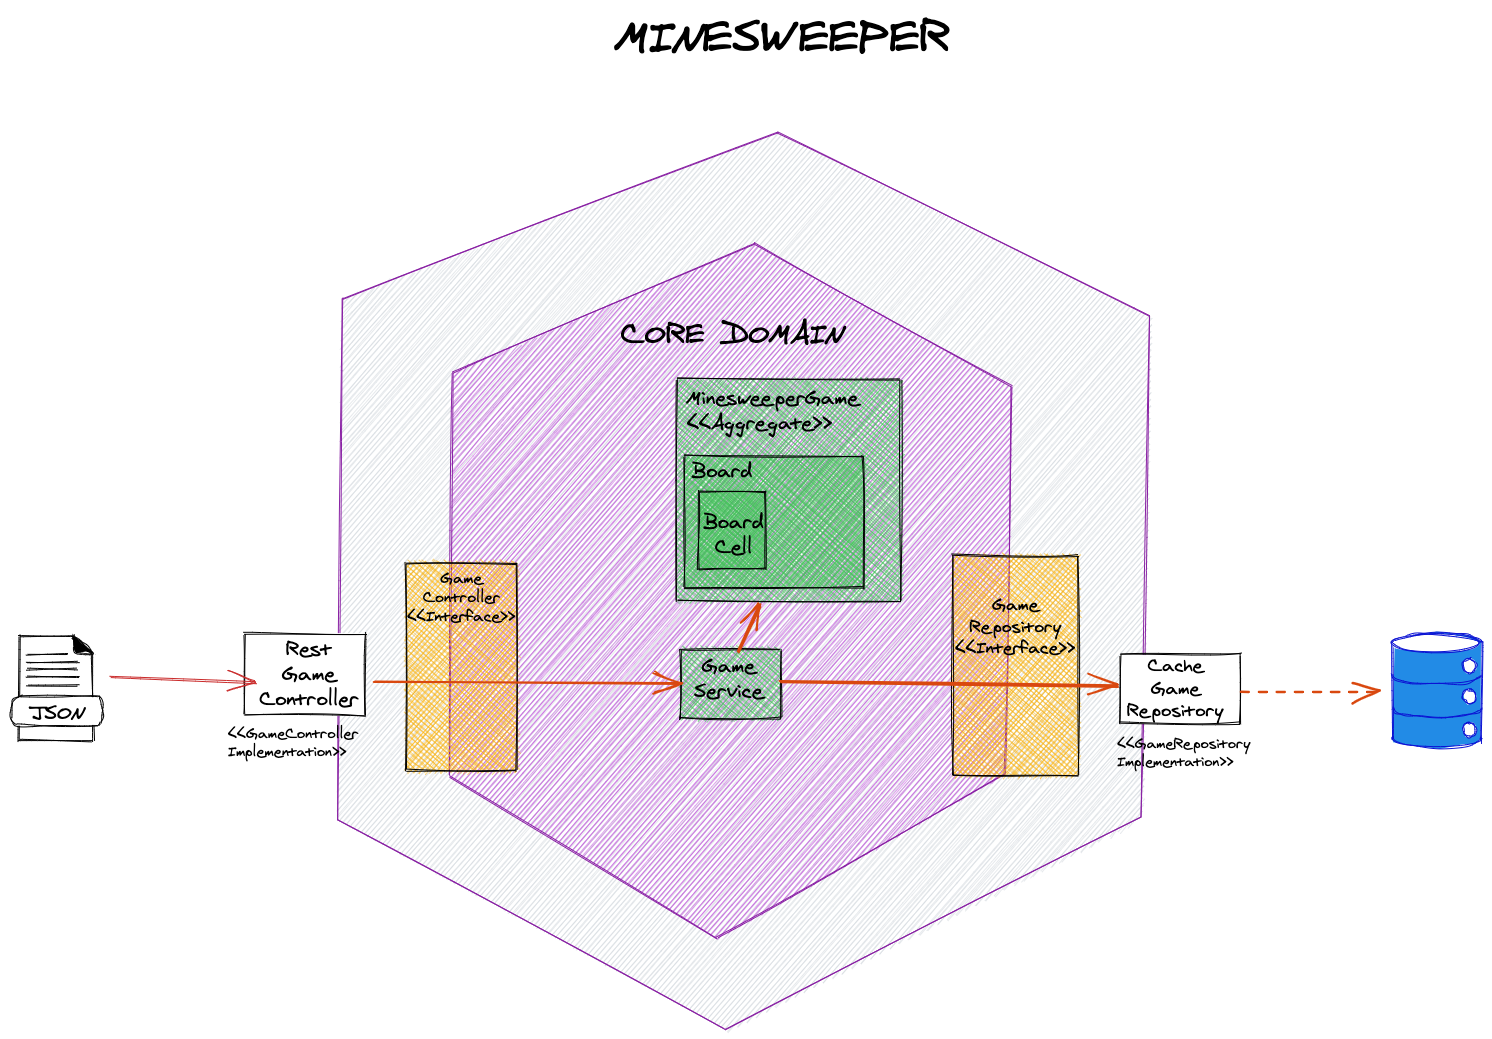 MINESWEEPER
CORE DOMAIN
MinesweeperGame
<<Aggregate>>
Board
Board
Cell
Game
Controller
<<Interface>>
Game
Repository
<<Interface>>
JSON
Rest
Game
Controller
<<GameController
Implementation>>
Game
Service
Cache
Game
Repository
<<GameRepository
Implementation>>